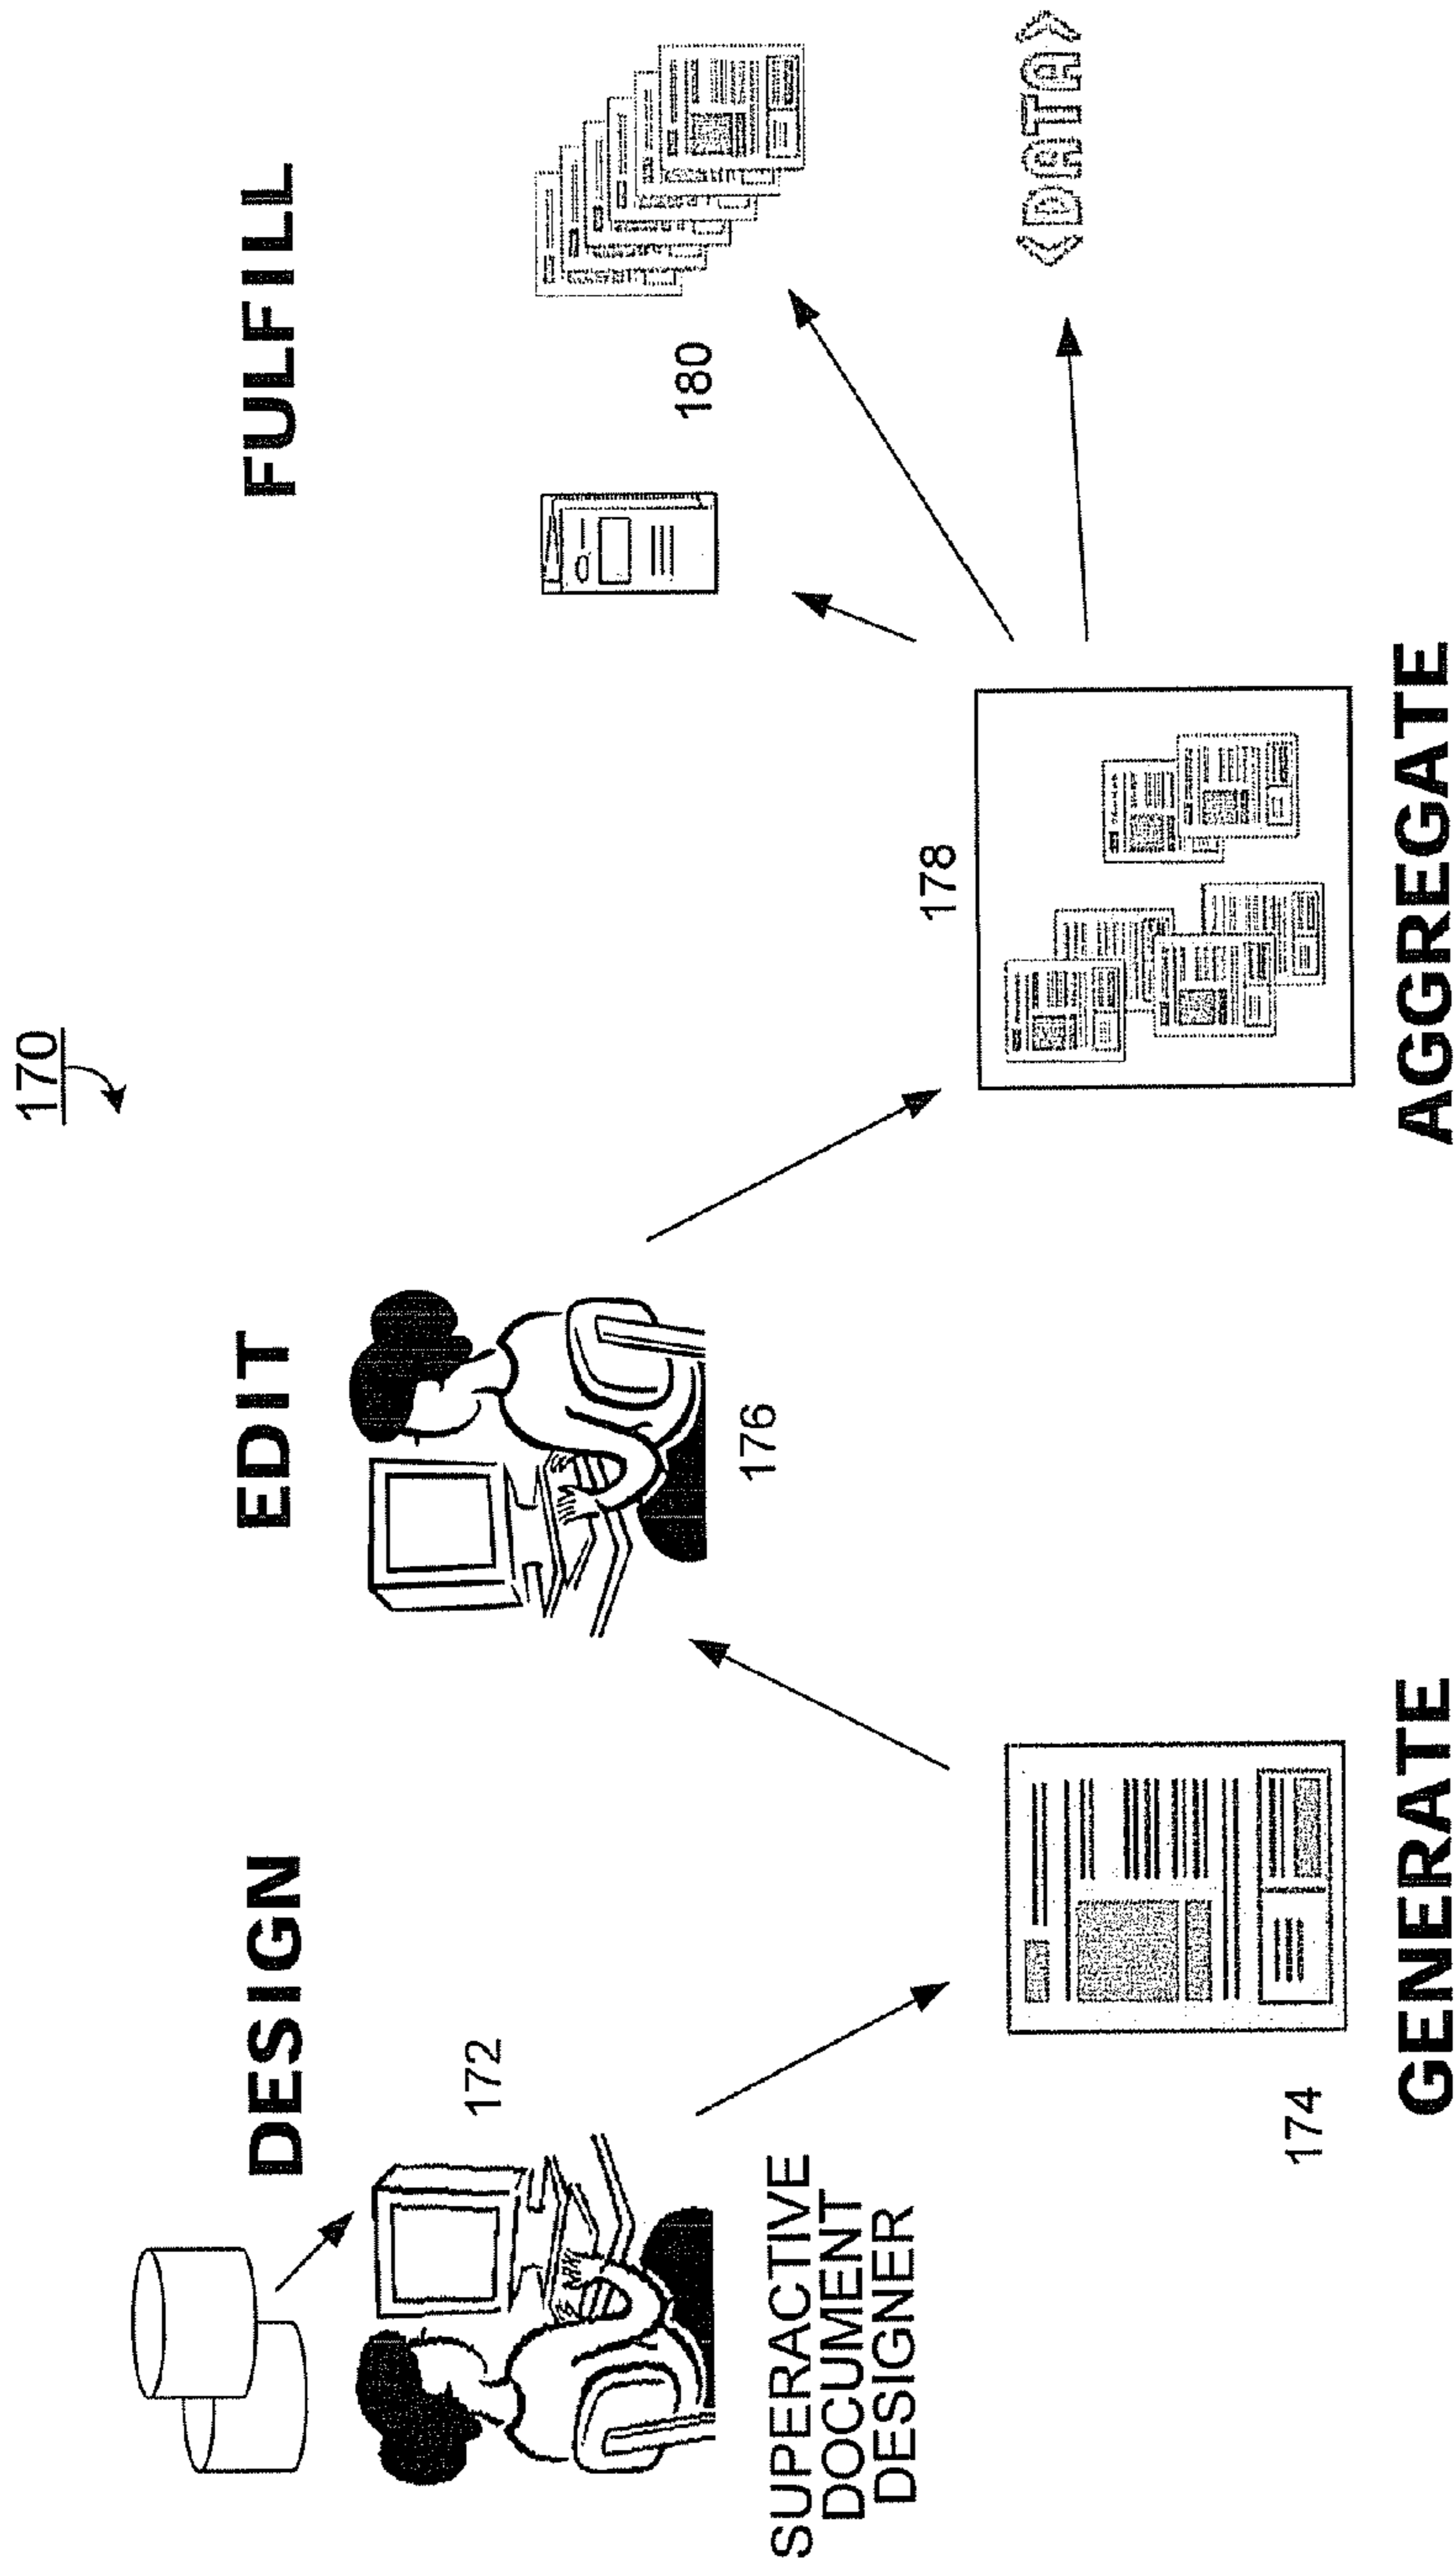 170
DESIGN
EDIT
FULFILL
172
176
180
SUPERACTIVE
DOCUMENT
DESIGNER
178
<DATA>
174
GENERATE
AGGREGATE